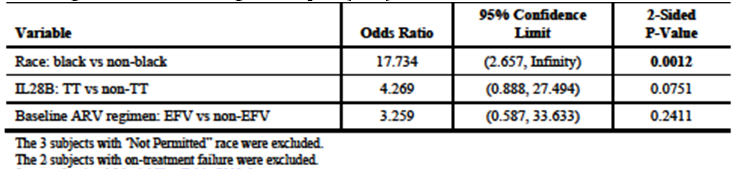 Variable Odds Ratio 95% Confidence Limit 2-Sided P-Value
Race: black vs non-black 17.734 (2.657, Infinity) 0.0012
IL28B: TT vs non-TT 4.269 (0.888, 27.494) 0.0751
Baseline ARV regimen: EFV vs non-EFV 3.259 (0.587, 33.633) 0.2411
The 3 subjects with "Not Permitted" race were excluded.
The 2 subjects with on-treatment failure were excluded.